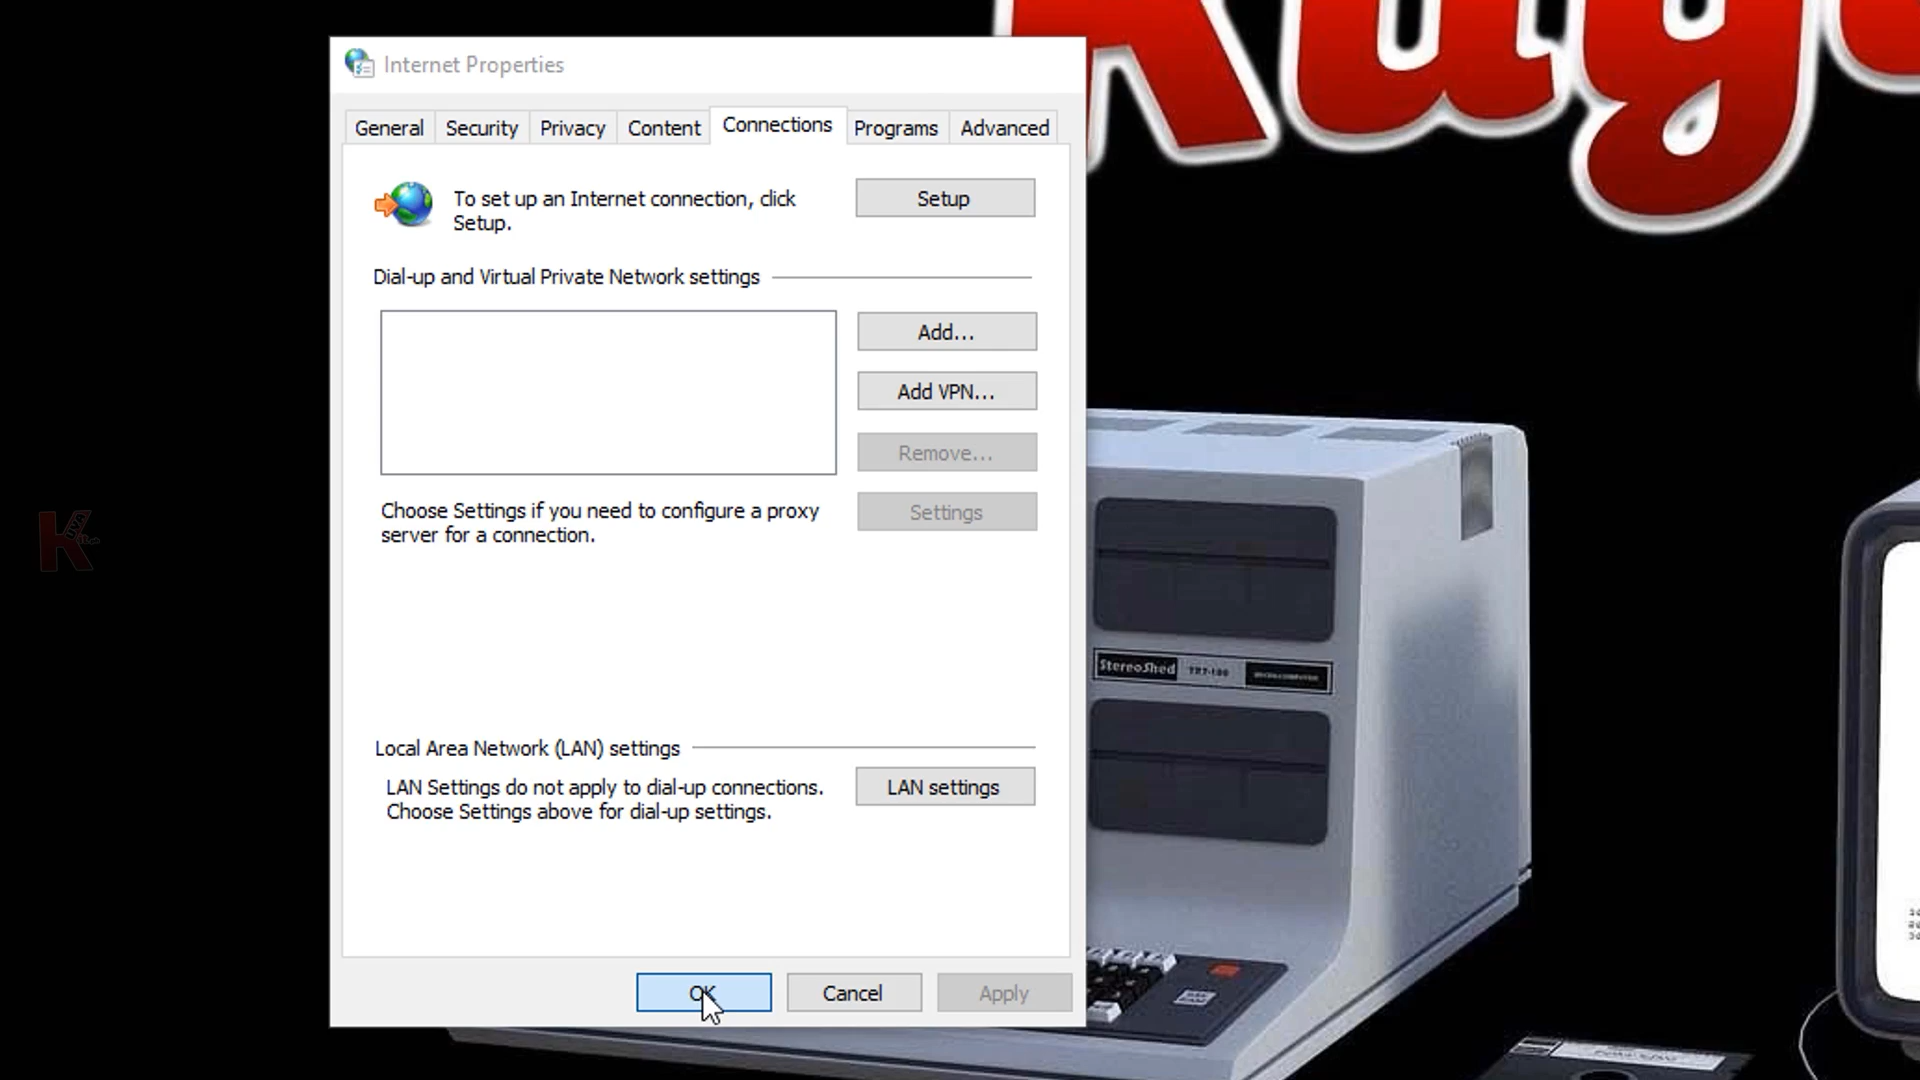 Internet Properties
General
Security
Privacy
Content
Connections
Programs
Advanced
To set up an Internet connection, click
Setup.
Setup
Dial-up and Virtual Private Network settings
Add...
Add VPN...
Remove...
Choose Settings if you need to configure a proxy
server for a connection.
Settings
StereoShed
Local Area Network (LAN) settings
LAN Settings do not apply to dial-up connections.
Choose Settings above for dial-up settings.
LAN settings
OK
Cancel
Apply